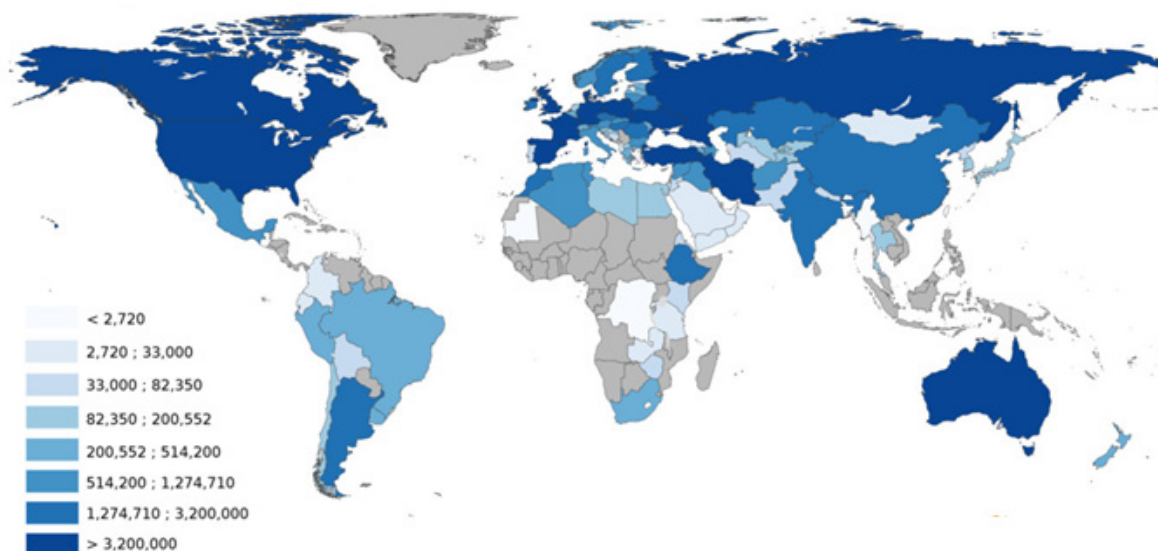 < 2,720
2,720 ; 33,000
33,000 ; 82,350
82,350 ; 200,552
200,552 ; 514,200
514,200 ; 1,274,710
1,274,710 ; 3,200,000
> 3,200,000